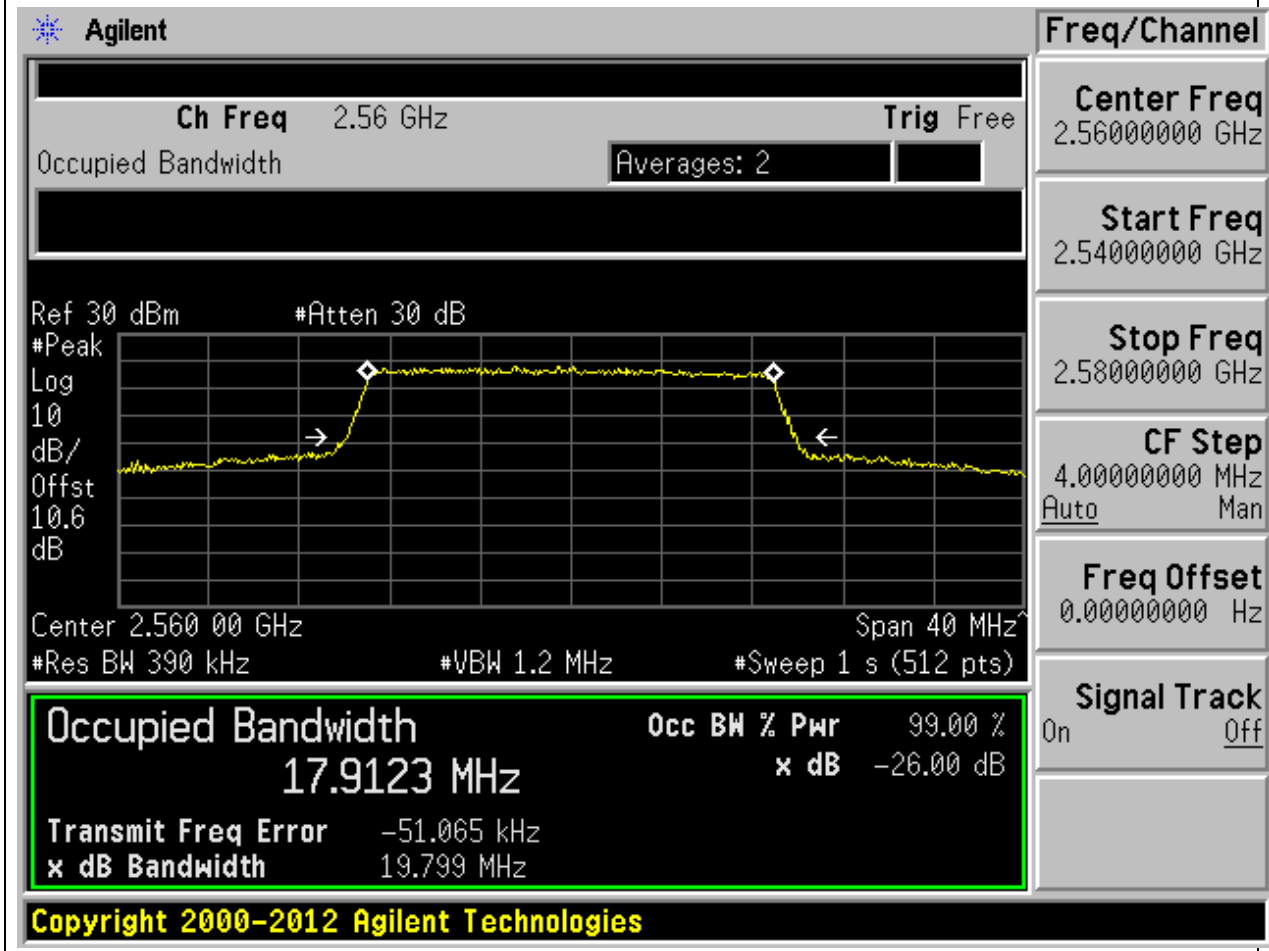 Agilent
Freq/Channel
Ch Freq 2.56 GHz Trig Free
Occupied Bandwidth Averages: 2
Center Freq
2.56000000 GHz
Start Freq
2.54000000 GHz
Stop Freq
2.58000000 GHz
CF Step
4.00000000 MHz
Auto Man
Freq Offset
0.00000000 Hz
Signal Track
On Off
Ref 30 dBm #Atten 30 dB
#Peak
Log
10
dB/
Offst
10.6
dB
Center 2.560 00 GHz Span 40 MHz^
#Res BW 390 kHz #VBW 1.2 MHz #Sweep 1 s (512 pts)
Occupied Bandwidth Occ BW % Pwr 99.00 %
17.9123 MHz x dB -26.00 dB
Transmit Freq Error -51.065 kHz
x dB Bandwidth 19.799 MHz
Copyright 2000-2012 Agilent Technologies